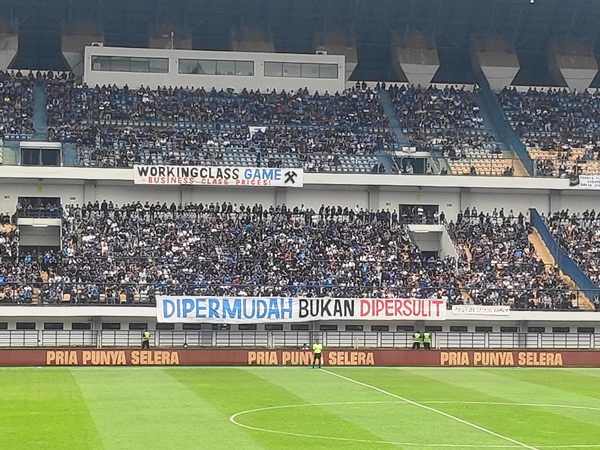 WORKINGCLASS GAME
- BUSINESS CLASS PRICES!
DIPERMUDAH BUKAN DIPERSULIT
PRIA PUNYA SELERA PRIA PUNYA SELERA PRIA PUNYA SELERA